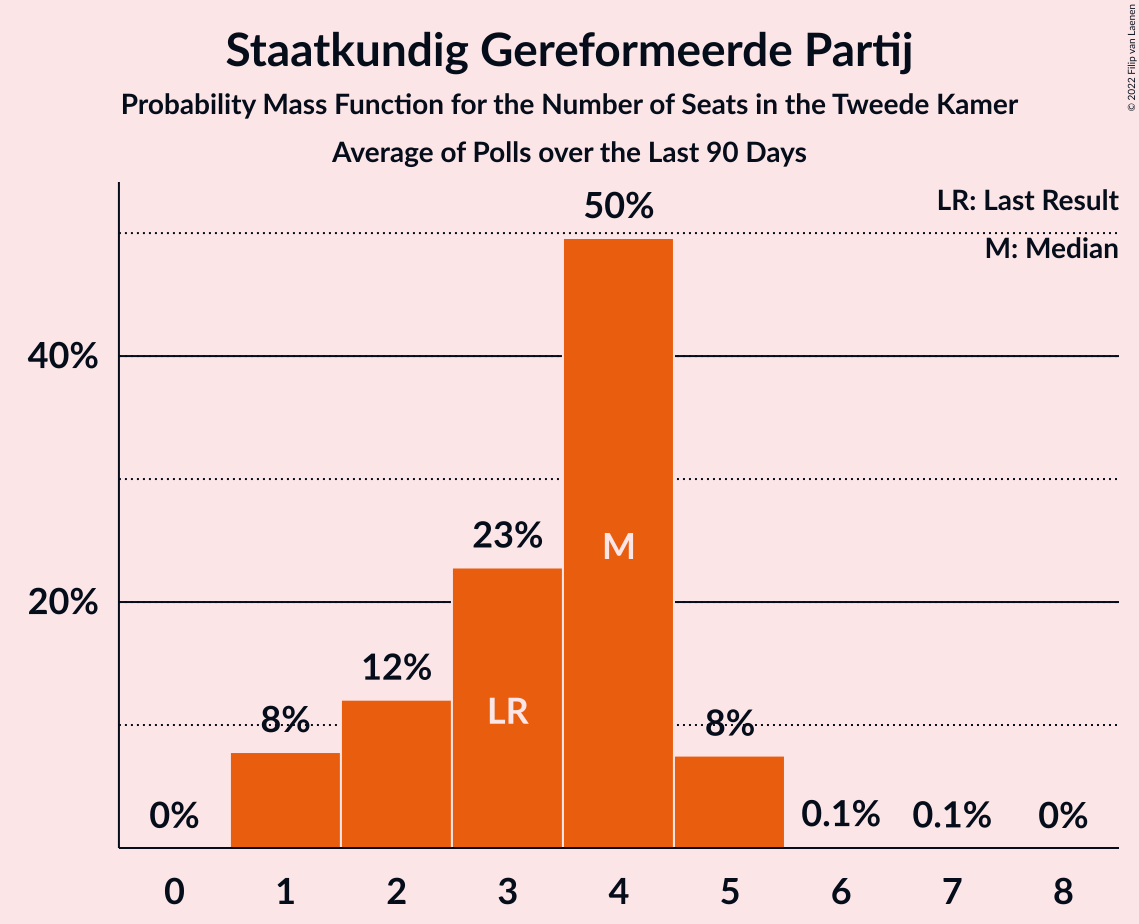 Staatkundig Gereformeerde Partij
Probability Mass Function for the Number of Seats in the Tweede Kamer
Average of Polls over the Last 90 Days
© 2022 Filip van Laenen
LR: Last Result
M: Median
50%
40%
23%
M
20%
12%
8%
LR
8%
0%
0.1%
0.1%
0%
0 1 2 3 4 5 6 7 8